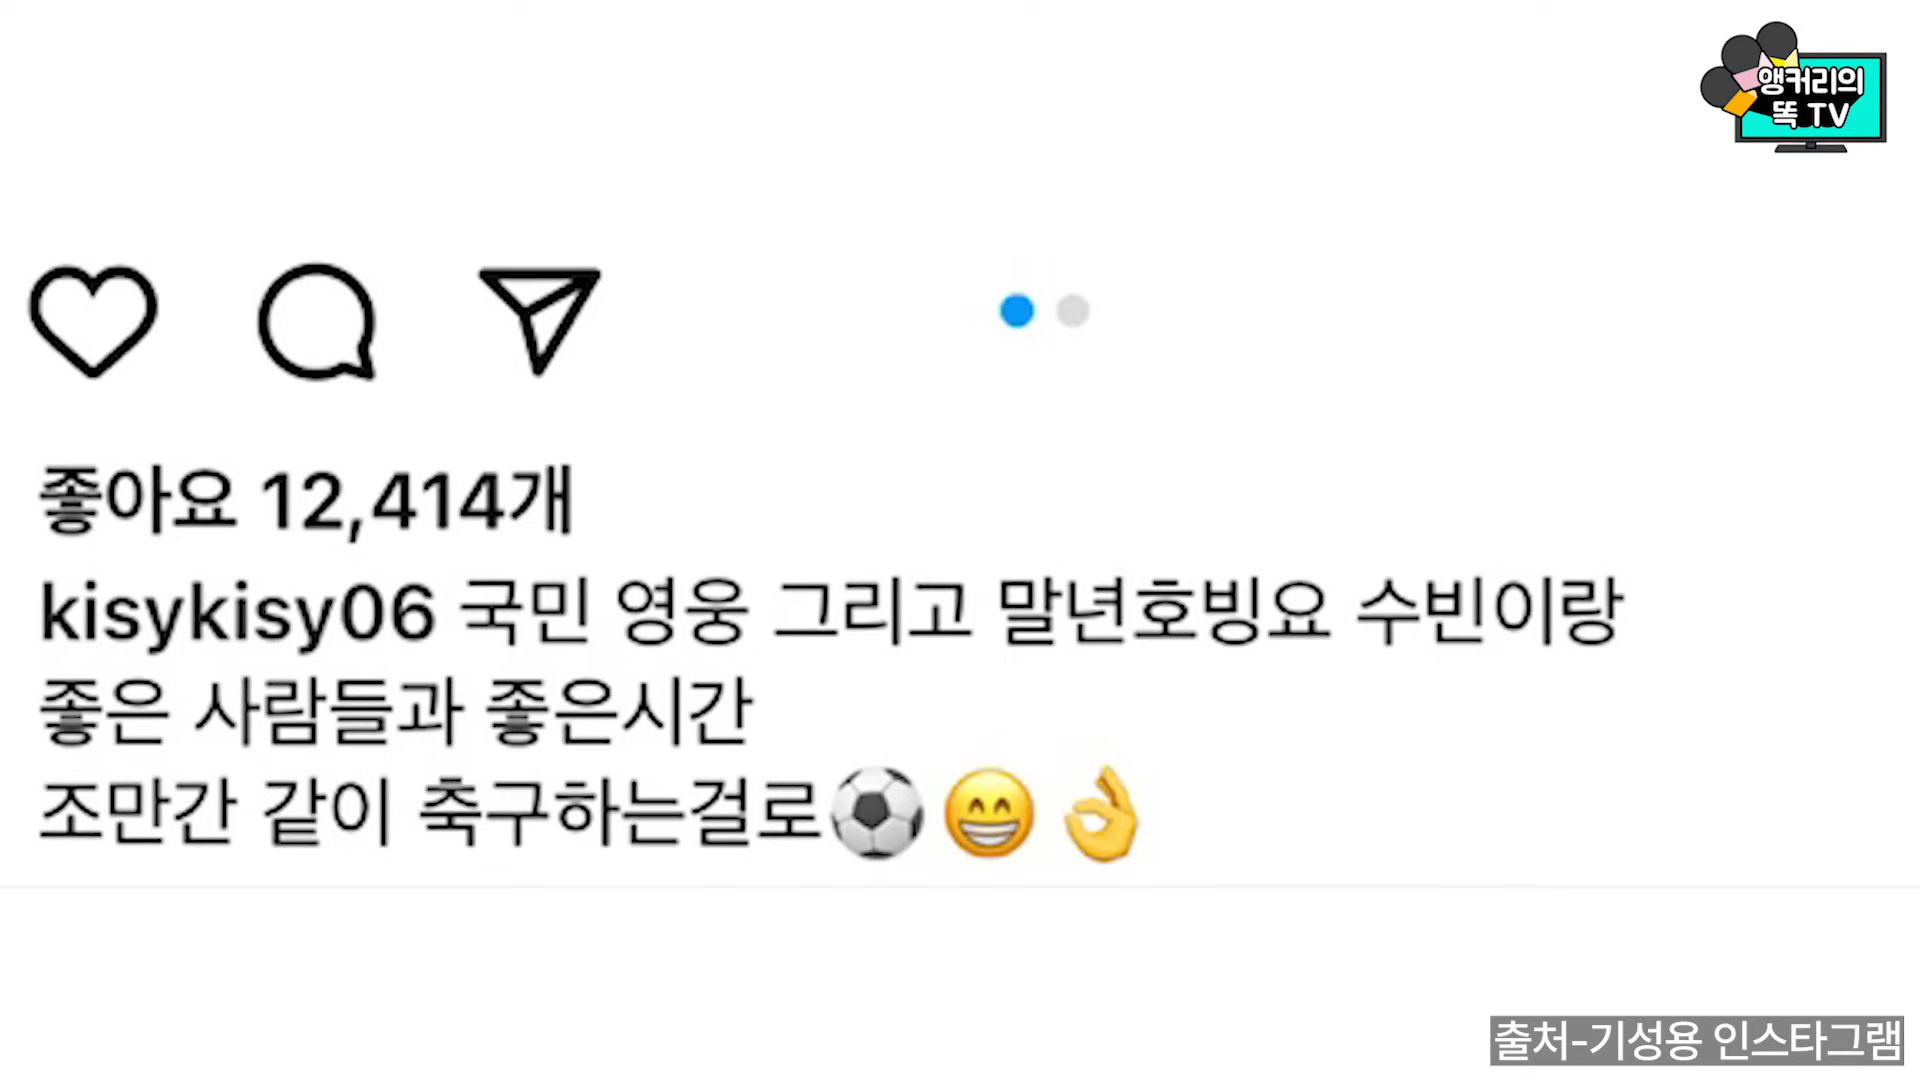 앵커리의
똑 TV
좋아요 12,414개
kisykisy06 국민 영웅 그리고 말년호빙요 수빈이랑
좋은 사람들과 좋은시간
조만간 같이 축구하는걸로⚽😁👌
출처-기성용 인스타그램